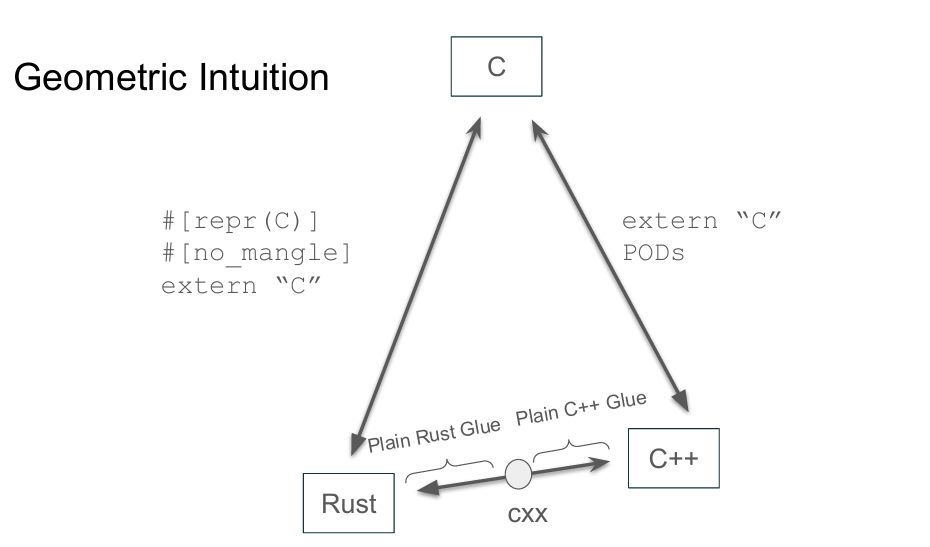 C
Geometric Intuition
#[repr(C)]
#[no_mangle]
extern “C”
extern “C”
PODs
Plain Rust Glue
Plain C++ Glue
C++
Rust
cxx